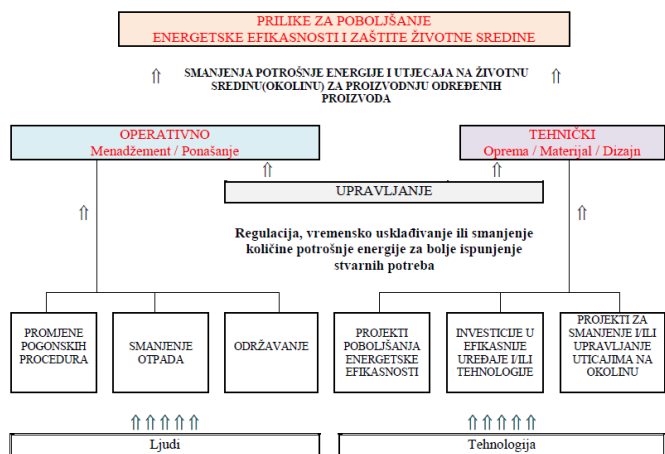 PRILIKE ZA POBOLJŠANJE
ENERGETSKE EFIKASNOSTI I ZAŠTITE ŽIVOTNE SREDINE
SMANJENJA POTROŠNJE ENERGIJE I UTJECAJA NA ŽIVOTNU
SREDINU(OKOLINU) ZA PROIZVODNJU ODREĐENIH
PROIZVODA
OPERATIVNO
Menadžement / Ponašanje
TEHNIČKI
Oprema / Materijal / Dizajn
UPRAVLJANJE
Regulacija, vremensko usklađivanje ili smanjenje
količine potrošnje energije za bolje ispunjenje
stvarnih potreba
PROMJENE
POGONSKIH
PROCEDURA
SMANJENJE
OTPADA
ODRŽAVANJE
PROJEKTI
POBOLJŠANJA
ENERGETSKE
EFIKASNOSTI
INVESTICIJE U
EFIKASNIJE
UREĐAJE I/ILI
TEHNOLOGIJE
PROJEKTI ZA
SMANJENJE I/ILI
UPRAVLJANJE
UTICAJIMA NA
OKOLINU
Ljudi
Tehnologija